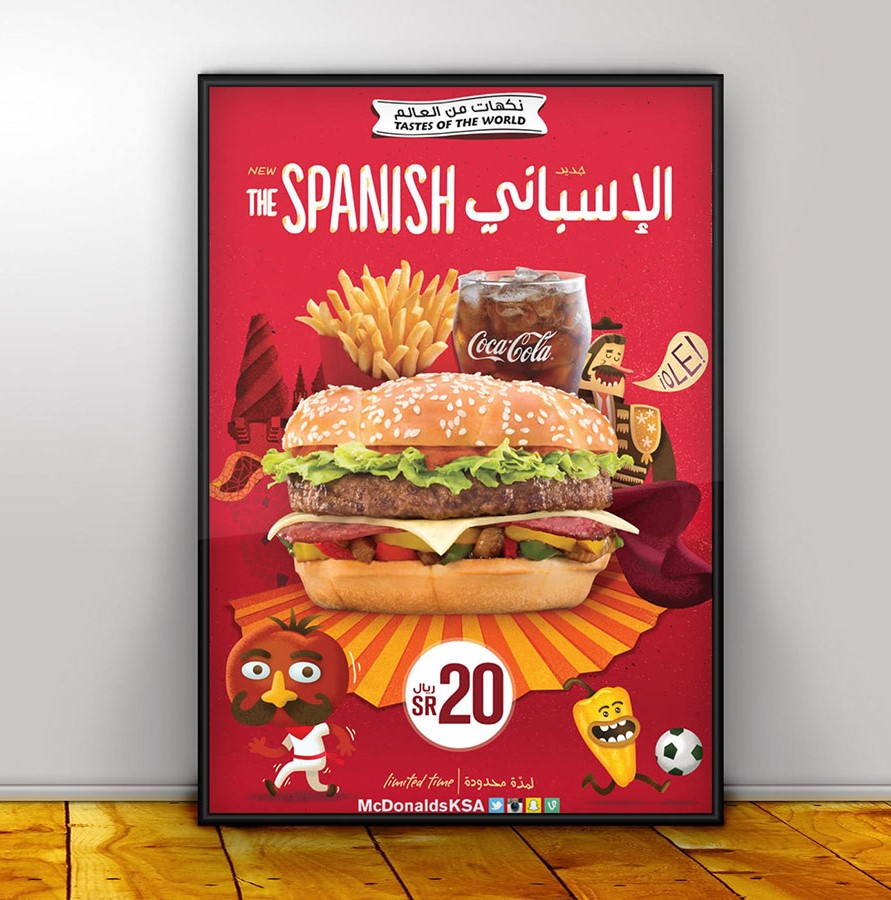 نكهات من العالم
TASTES OF THE WORLD
NEW جديد
THE SPANISH الإسباني
Coca-Cola
¡OLE!
ريال
SR 20
limited time | لمدّة محدودة
McDonaldsKSA